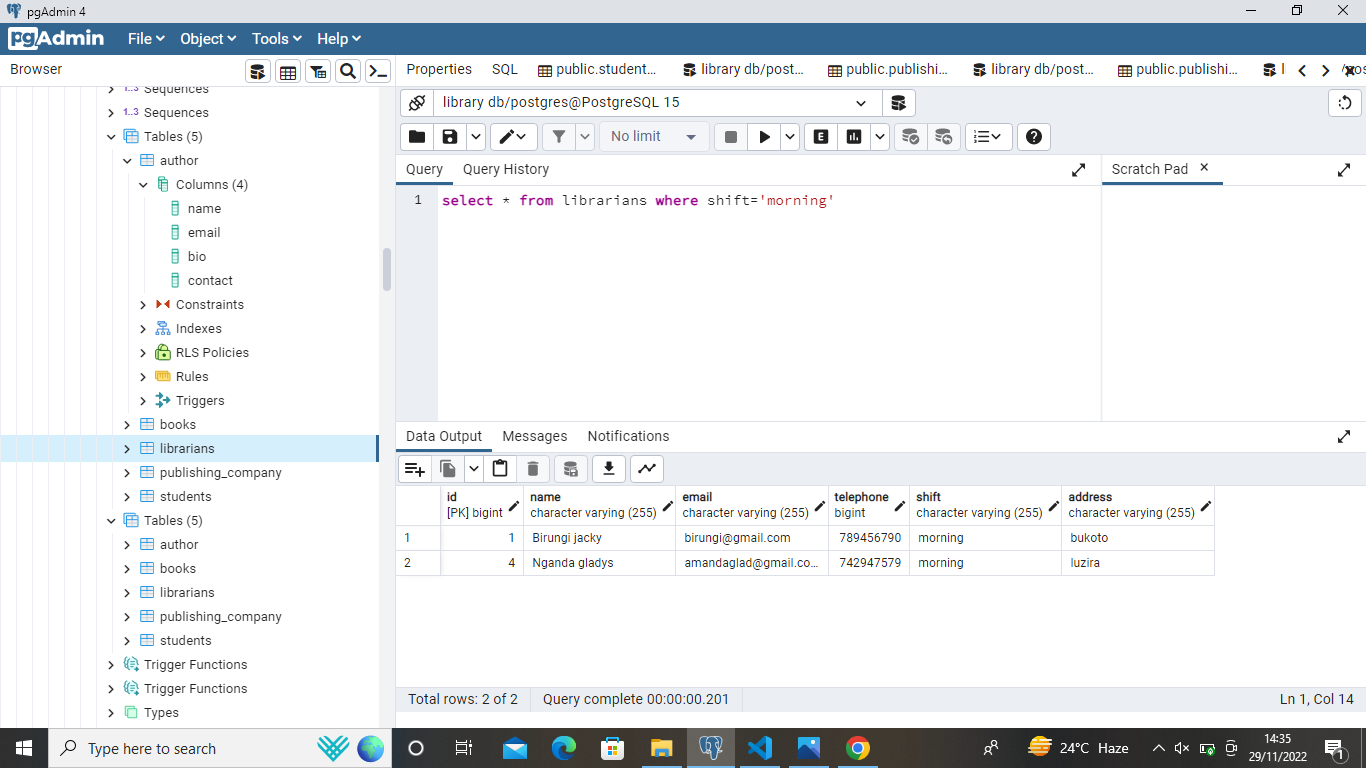 pgAdmin 4
pgAdmin
File Object Tools Help
Browser
Properties SQL public.student... library db/post... public.publishi... library db/post... public.publishi...
library db/postgres@PostgreSQL 15
No limit
E
Query Query History
Scratch Pad
1 select * from librarians where shift='morning'
1..3 Sequences
1..3 Sequences
Tables (5)
author
Columns (4)
name
email
bio
contact
Constraints
Indexes
RLS Policies
Rules
Triggers
books
librarians
publishing_company
students
Tables (5)
author
books
librarians
publishing_company
students
Trigger Functions
Trigger Functions
Types
Data Output Messages Notifications
id name email telephone shift address
[PK] bigint character varying (255) character varying (255) bigint character varying (255) character varying (255)
1 1 Birungi jacky birungi@gmail.com 789456790 morning bukoto
2 4 Nganda gladys amandaglad@gmail.co... 742947579 morning luzira
Total rows: 2 of 2 Query complete 00:00:00.201 Ln 1, Col 14
Type here to search
24°C Haze
14:35
29/11/2022
1